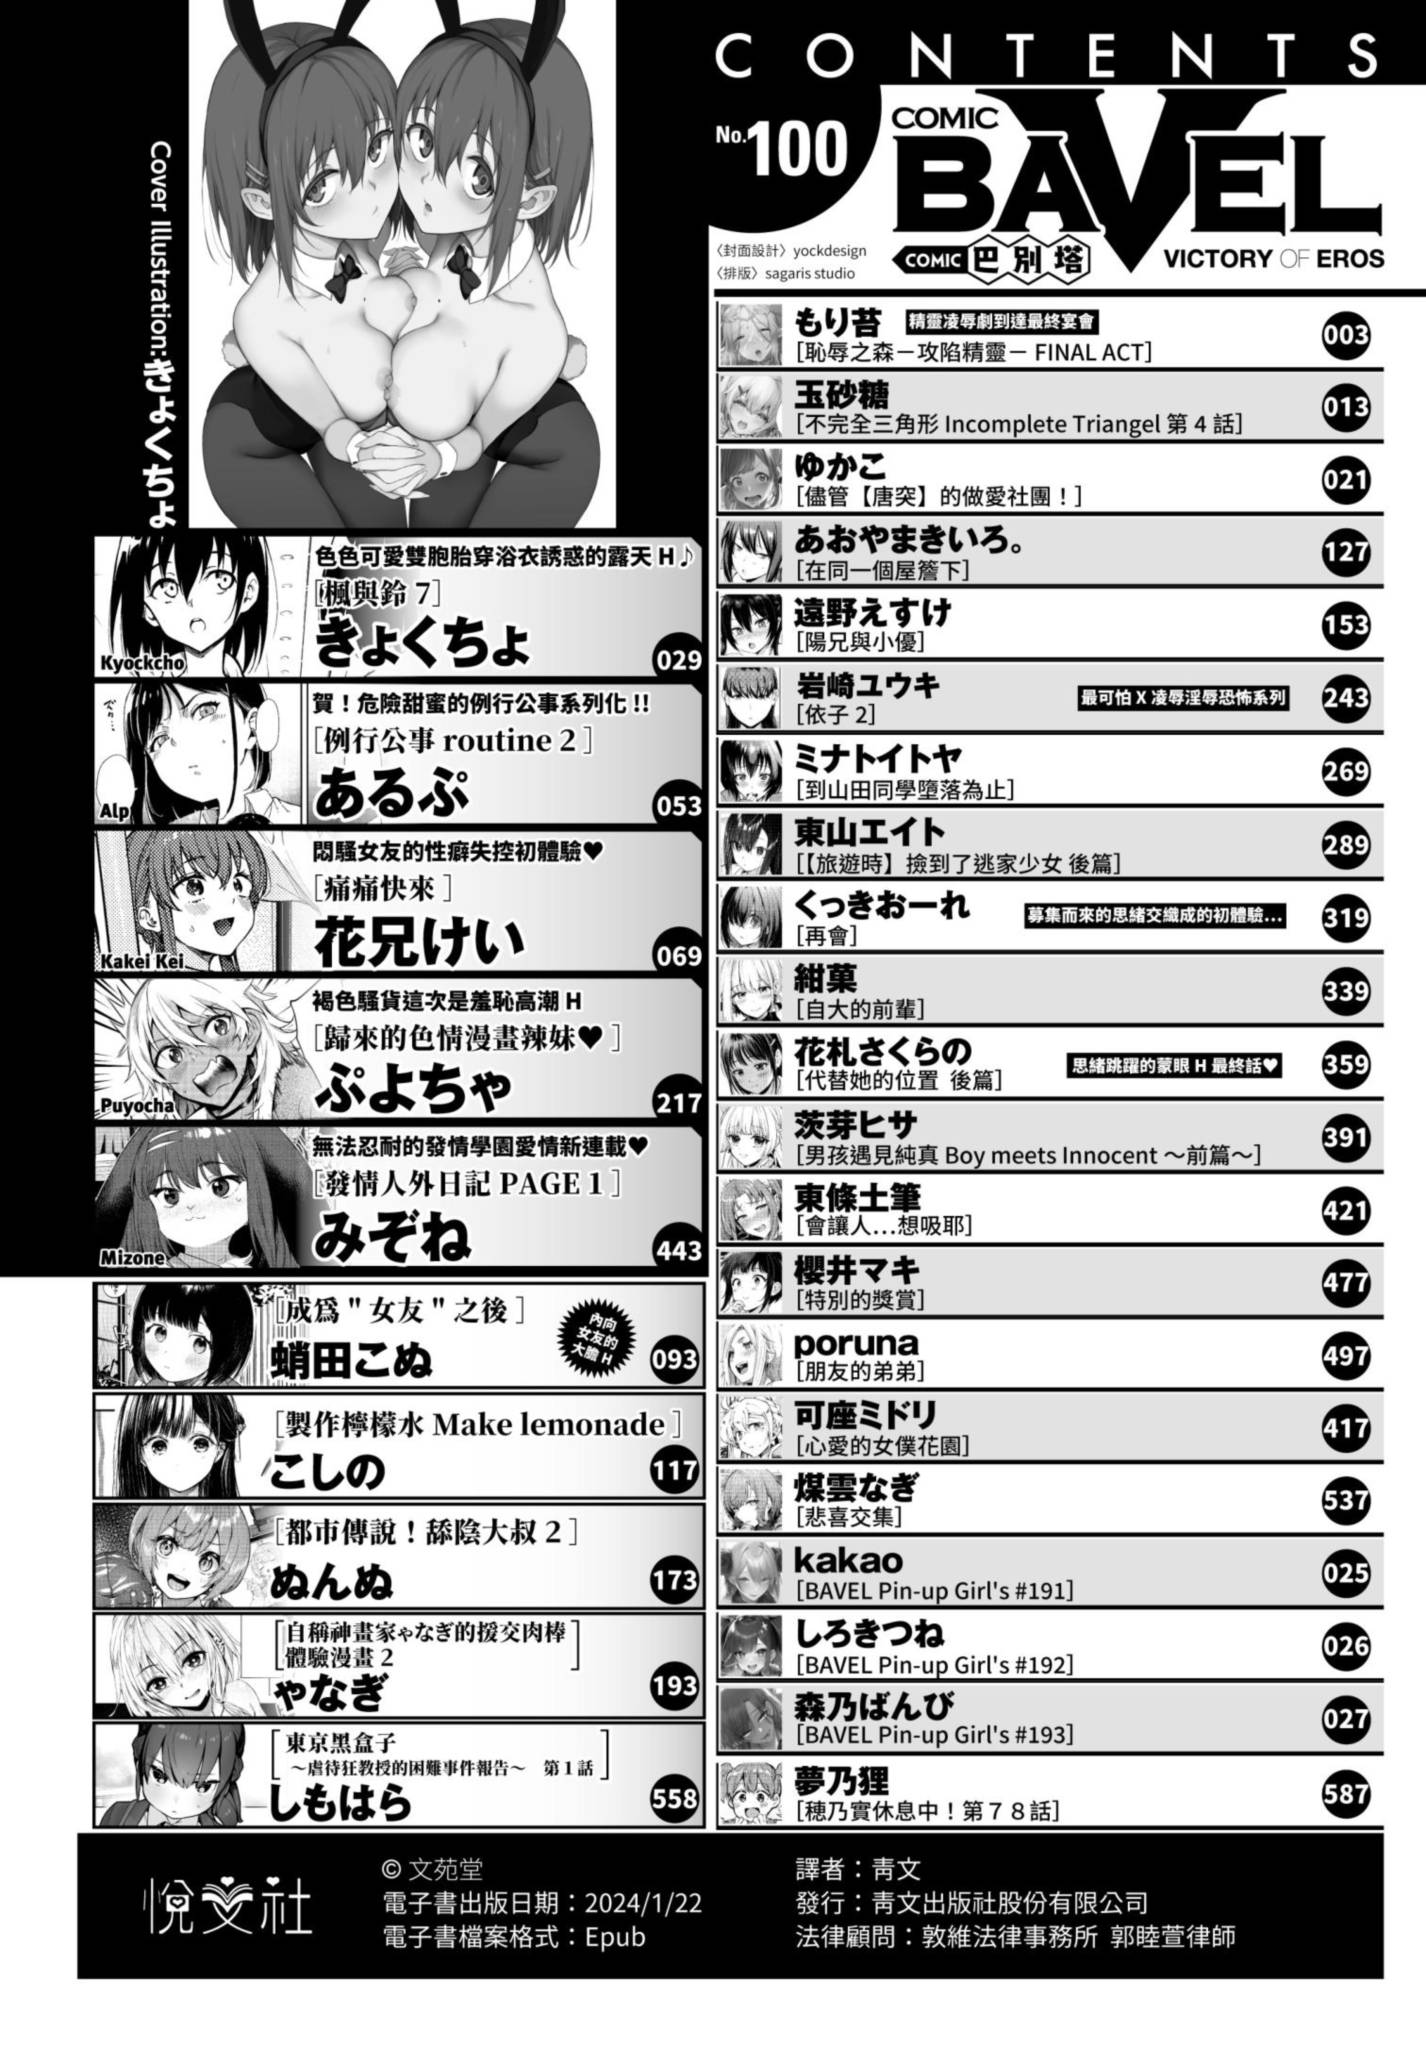 CONTENTS
No.100
COMIC
BAVEL
COMIC 巴別塔
VICTORY OF EROS
〈封面設計〉yockdesign
〈排版〉sagaris studio
Cover Illustration:きょくちょ
色色可愛雙胞胎穿浴衣誘惑的露天 H♪
[楓與鈴 7]
きょくちょ
Kyockcho
029
賀！危險甜蜜的例行公事系列化 !!
[例行公事 routine 2 ]
あるぷ
Alp
053
悶騷女友的性癖失控初體驗♥
[痛痛快來 ]
花兄けい
Kakei Kei
069
褐色騷貨這次是羞恥高潮 H
[歸來的色情漫畫辣妹♥ ]
ぷよちゃ
Puyocha
217
無法忍耐的發情學園愛情新連載♥
[發情人外日記 PAGE 1 ]
みぞね
Mizone
443
[成爲 " 女友 " 之後 ]
內向
女友的
大膽 H
蛸田こぬ
093
[製作檸檬水 Make lemonade ]
こしの
117
[都市傳說！舔陰大叔 2 ]
ぬんぬ
173
[自稱神畫家ゃなぎ的援交肉棒
體驗漫畫 2 ]
ゃなぎ
193
[東京黑盒子
～虐待狂教授的困難事件報告～　第 1 話 ]
しもはら
558
もり苔 精靈凌辱劇到達最終宴會
[恥辱之森－攻陷精靈－ FINAL ACT]
003
玉砂糖
[不完全三角形 Incomplete Triangel 第 4 話]
013
ゆかこ
[儘管【唐突】的做愛社團！]
021
あおやまきいろ。
[在同一個屋簷下]
127
遠野えすけ
[陽兄與小優]
153
岩崎ユウキ 最可怕 X 凌辱淫辱恐怖系列
[依子 2]
243
ミナトイトヤ
[到山田同學墮落為止]
269
東山エイト
[【旅遊時】撿到了逃家少女 後篇]
289
くっきおーれ 募集而來的思緒交織成的初體驗…
[再會]
319
紺菓
[自大的前輩]
339
花札さくらの 思緒跳躍的蒙眼 H 最終話♥
[代替她的位置 後篇]
359
茨芽ヒサ
[男孩遇見純真 Boy meets Innocent ～前篇～]
391
東條土筆
[會讓人…想吸耶]
421
櫻井マキ
[特別的獎賞]
477
poruna
[朋友的弟弟]
497
可座ミドリ
[心愛的女僕花園]
417
煤雲なぎ
[悲喜交集]
537
kakao
[BAVEL Pin-up Girl's #191]
025
しろきつね
[BAVEL Pin-up Girl's #192]
026
森乃ばんび
[BAVEL Pin-up Girl's #193]
027
夢乃狸
[穂乃實休息中！第７８話]
587
悅文社
© 文苑堂
電子書出版日期：2024/1/22
電子書檔案格式：Epub
譯者：靑文
發行：靑文出版社股份有限公司
法律顧問：敦維法律事務所 郭睦萱律師